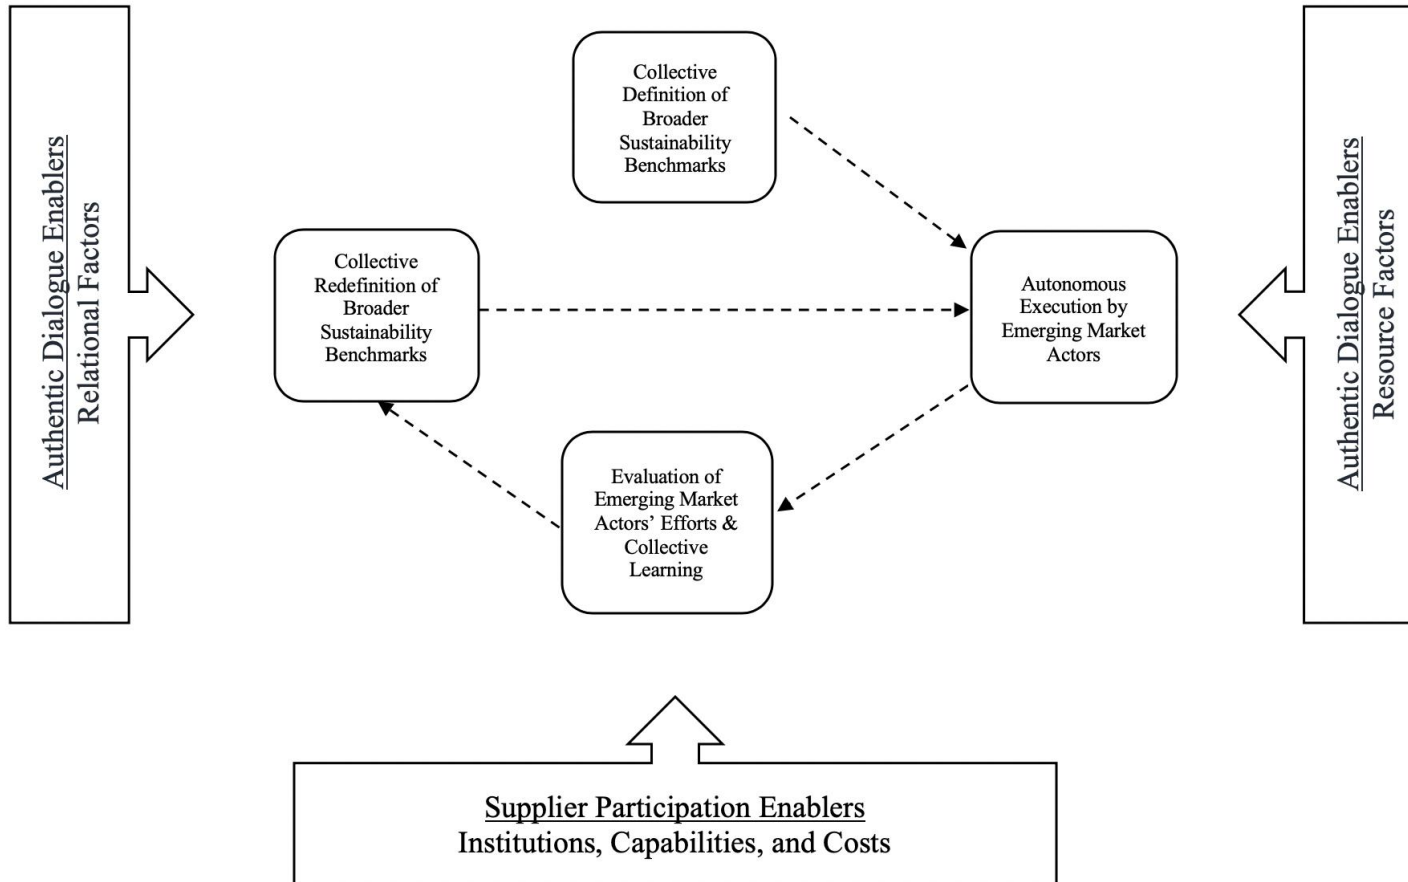 Authentic Dialogue Enablers
Relational Factors
Collective
Definition of
Broader
Sustainability
Benchmarks
Collective
Redefinition of
Broader
Sustainability
Benchmarks
Autonomous
Execution by
Emerging Market
Actors
Evaluation of
Emerging Market
Actors’ Efforts &
Collective
Learning
Authentic Dialogue Enablers
Resource Factors
Supplier Participation Enablers
Institutions, Capabilities, and Costs